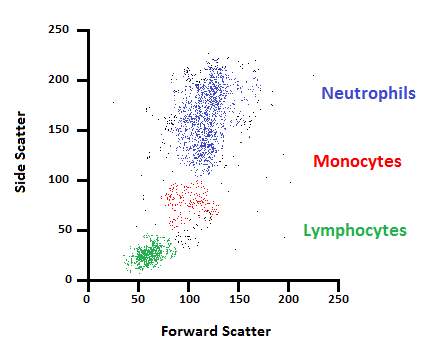 250
200
150
100
50
0
Side Scatter
Neutrophils
Monocytes
Lymphocytes
0
50
100
150
200
250
Forward Scatter